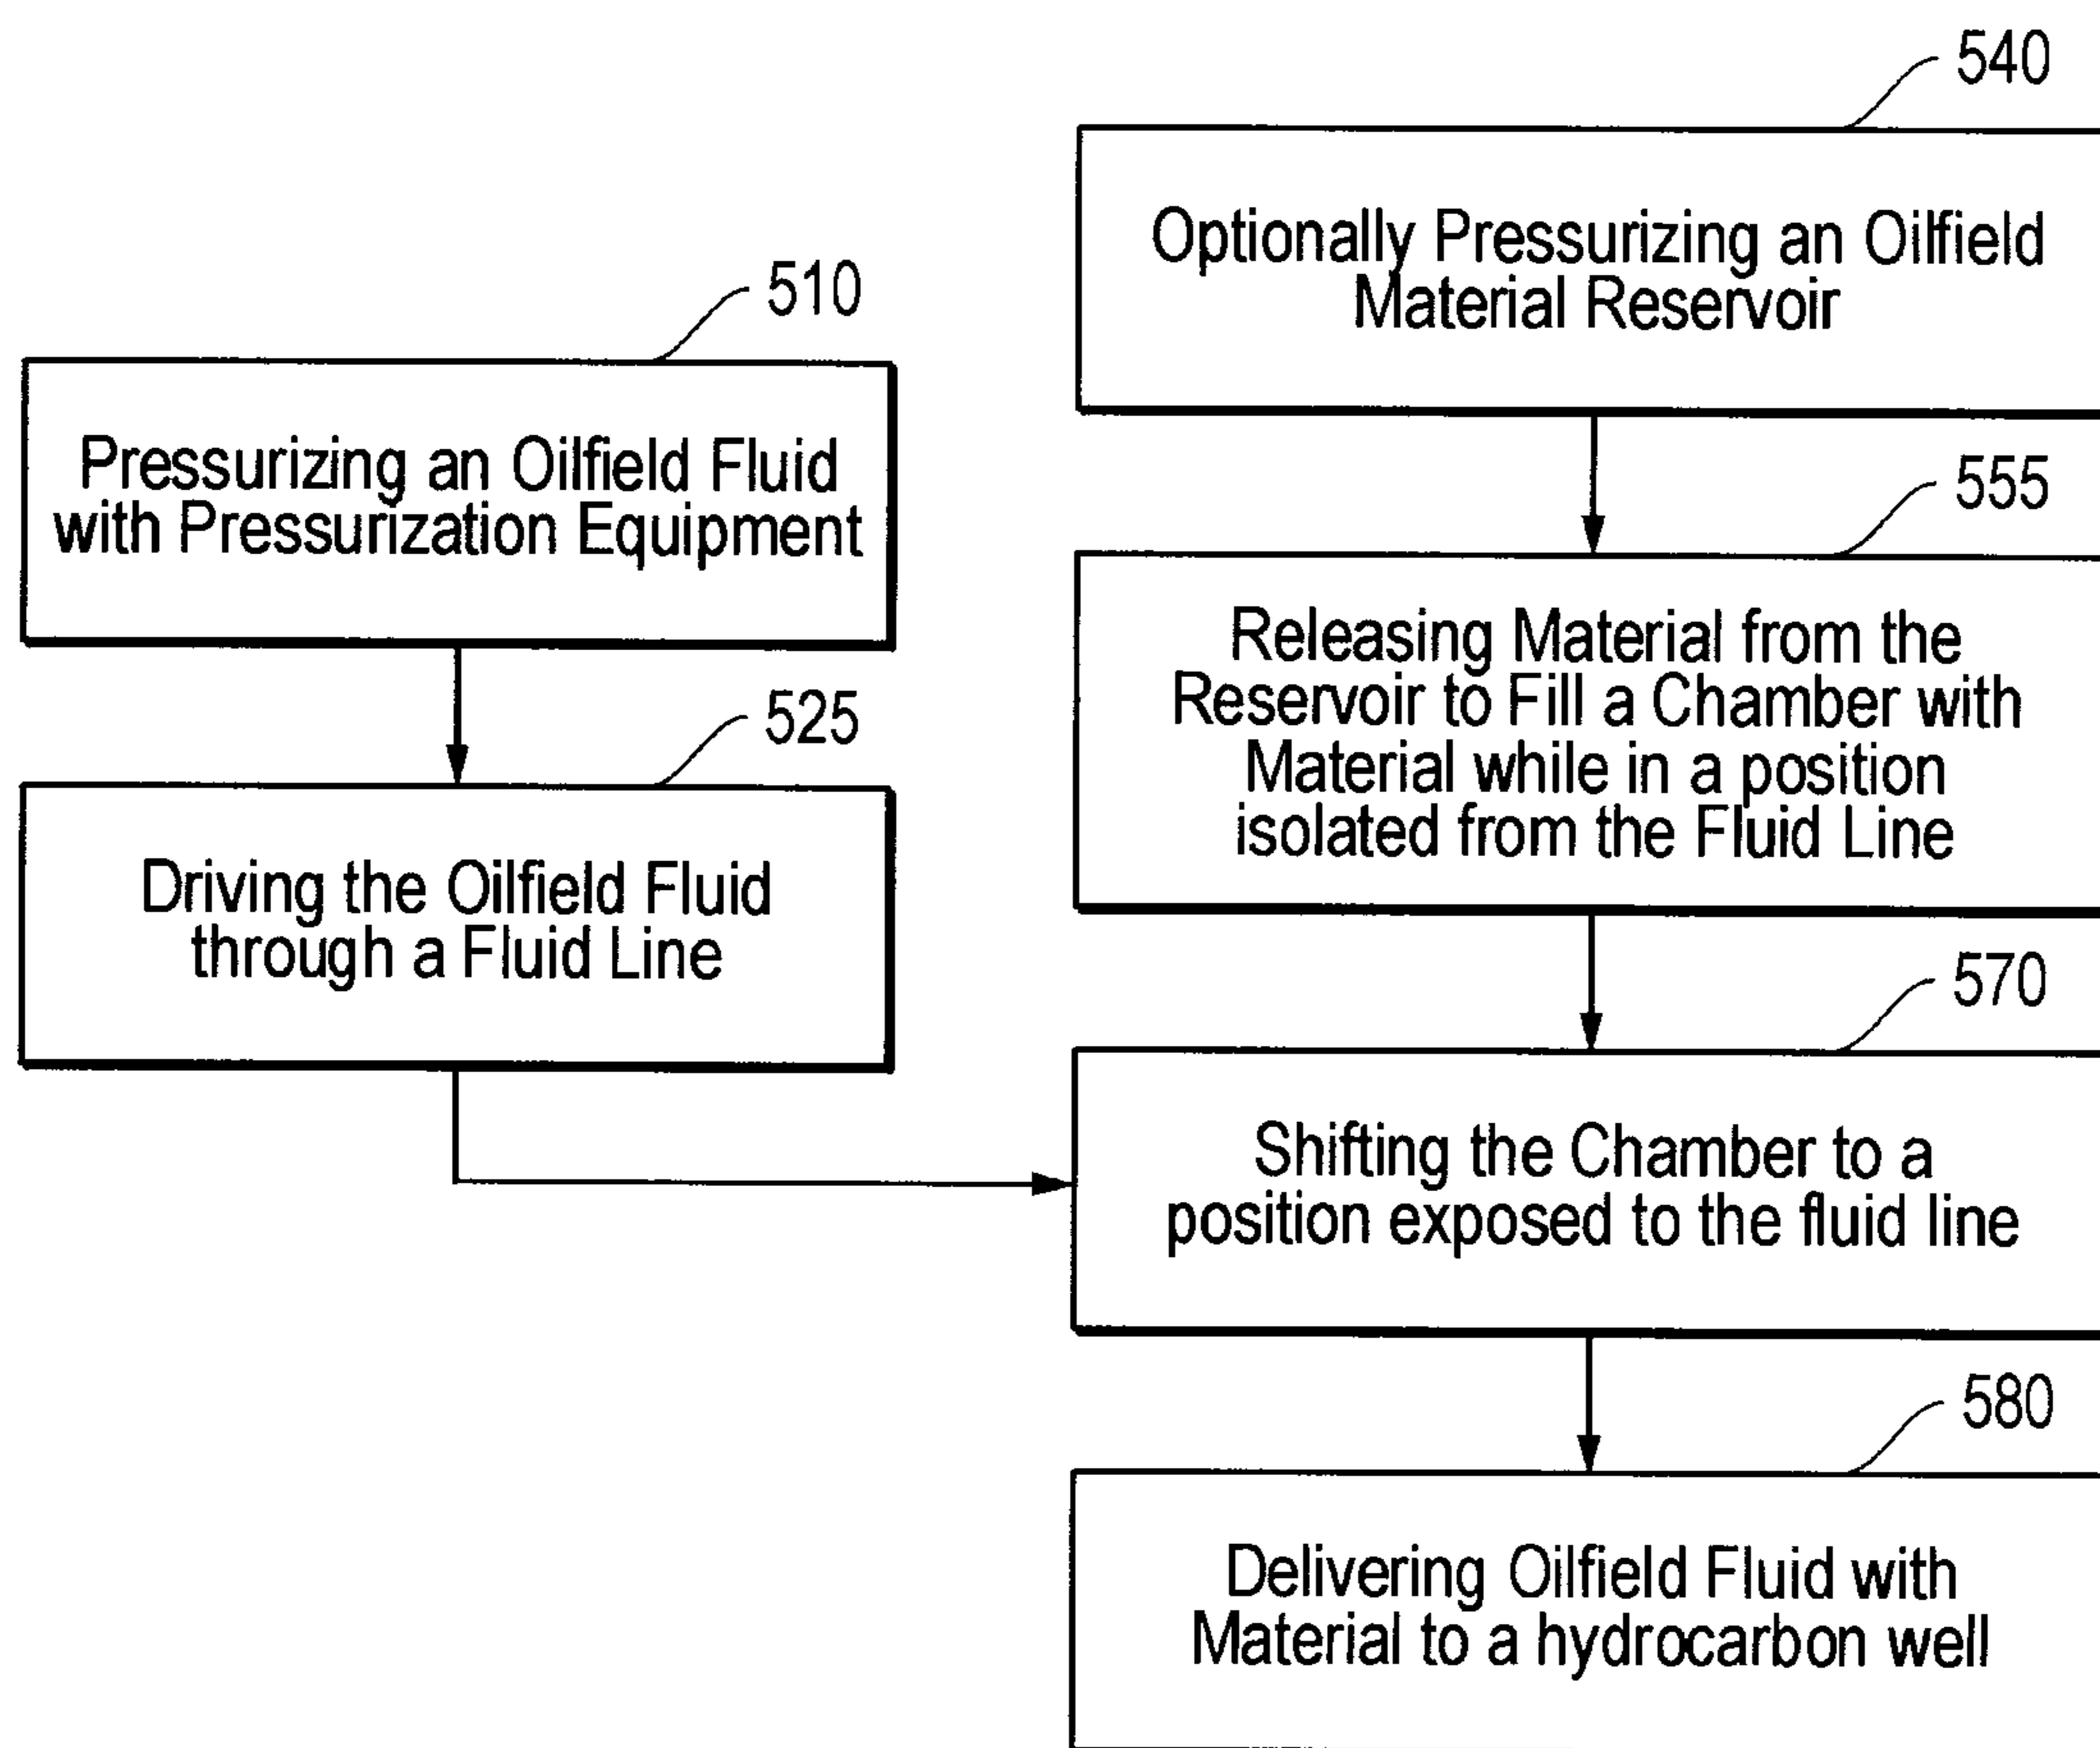 510
Pressurizing an Oilfield Fluid
with Pressurization Equipment
525
Driving the Oilfield Fluid
through a Fluid Line
540
Optionally Pressurizing an Oilfield
Material Reservoir
555
Releasing Material from the
Reservoir to Fill a Chamber with
Material while in a position
isolated from the Fluid Line
570
Shifting the Chamber to a
position exposed to the fluid line
580
Delivering Oilfield Fluid with
Material to a hydrocarbon well